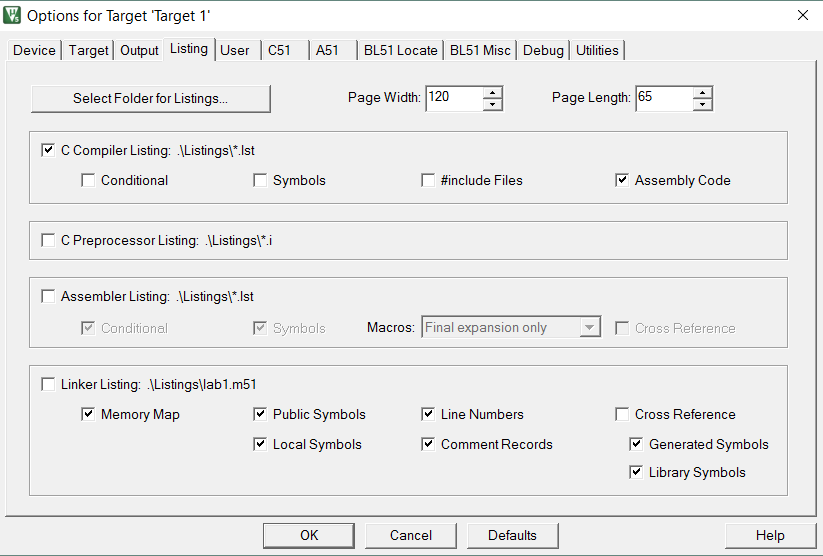 Options for Target 'Target 1'
Device Target Output Listing User C51 A51 BL51 Locate BL51 Misc Debug Utilities
Select Folder for Listings... Page Width: 120 Page Length: 65
C Compiler Listing: .\Listings\*.lst
Conditional Symbols #include Files Assembly Code
C Preprocessor Listing: .\Listings\*.i
Assembler Listing: .\Listings\*.lst
Conditional Symbols Macros: Final expansion only Cross Reference
Linker Listing: .\Listings\lab1.m51
Memory Map Public Symbols Line Numbers Cross Reference
Local Symbols Comment Records Generated Symbols
Library Symbols
OK Cancel Defaults Help